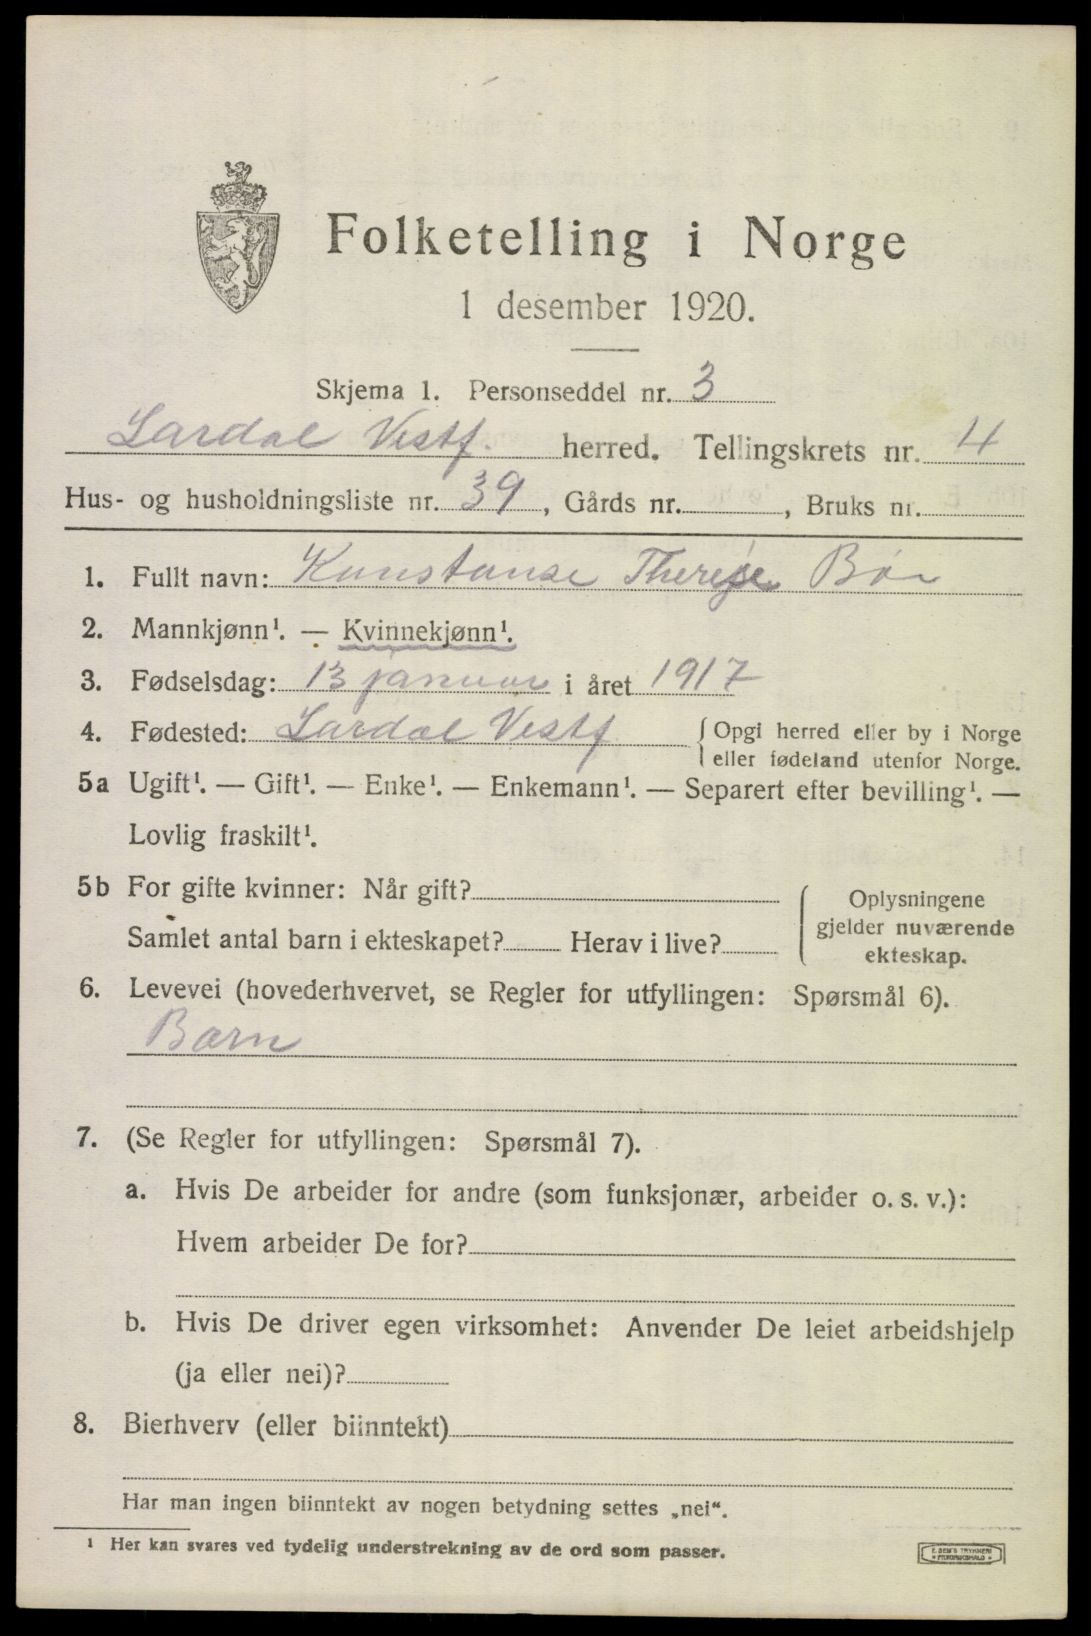 Folketelling i Norge
1 desember 1920.
Skjema 1. Personseddel nr. 3
Lardal Vestf. herred. Tellingskrets nr. 4
Hus- og husholdningsliste nr. 39, Gårds nr. , Bruks nr.
1. Fullt navn: Kunstanse Therese Bøe
2. Mannkjønn¹. — Kvinnekjønn¹.
3. Fødselsdag: 13 januar i året 1917
4. Fødested: Lardal Vestf { Opgi herred eller by i Norge
eller fødeland utenfor Norge.
5a Ugift¹. — Gift¹. — Enke¹. — Enkemann¹. — Separert efter bevilling¹. —
Lovlig fraskilt¹.
5b For gifte kvinner: Når gift?
Samlet antal barn i ekteskapet? Herav i live?
Oplysningene
gjelder nuværende
ekteskap.
6. Levevei (hovederhvervet, se Regler for utfyllingen: Spørsmål 6).
Barn
7. (Se Regler for utfyllingen: Spørsmål 7).
a. Hvis De arbeider for andre (som funksjonær, arbeider o. s. v.):
Hvem arbeider De for?
b. Hvis De driver egen virksomhet: Anvender De leiet arbeidshjelp
(ja eller nei)?
8. Bierhverv (eller biinntekt)
Har man ingen biinntekt av nogen betydning settes „nei“.
¹ Her kan svares ved tydelig understrekning av de ord som passer.